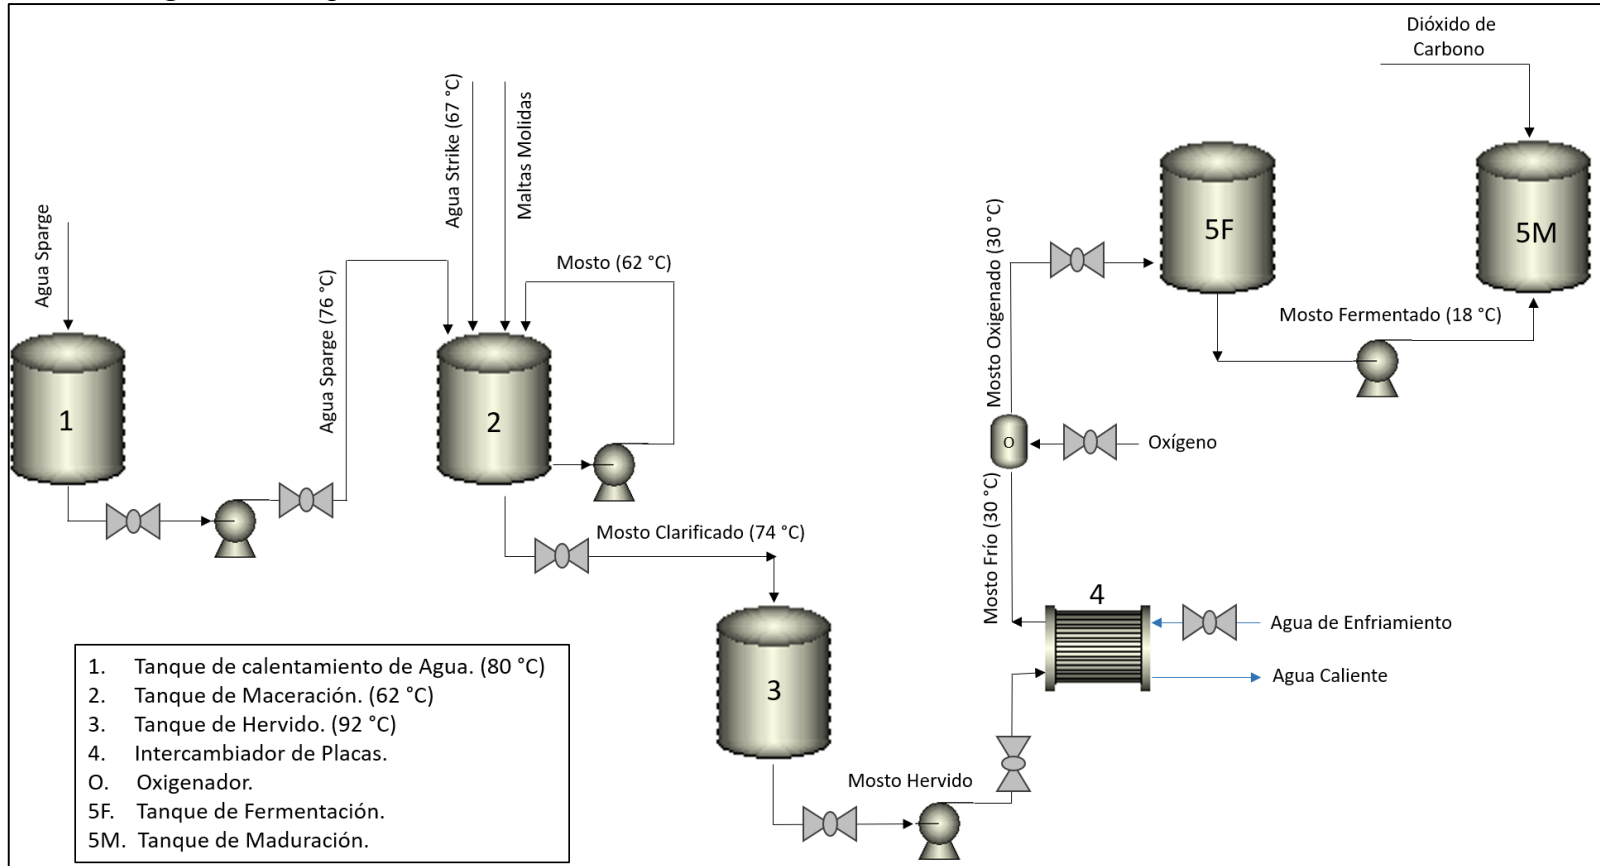 Dióxido de
Carbono
Agua Sparge
Agua Sparge (76 °C)
Agua Strike (67 °C)
Maltas Molidas
Mosto (62 °C)
1
2
Mosto Clarificado (74 °C)
3
Mosto Hervido
4
Agua de Enfriamiento
Agua Caliente
Mosto Frío (30 °C)
O
Oxígeno
Mosto Oxigenado (30 °C)
5F
Mosto Fermentado (18 °C)
5M
1. Tanque de calentamiento de Agua. (80 °C)
2. Tanque de Maceración. (62 °C)
3. Tanque de Hervido. (92 °C)
4. Intercambiador de Placas.
O. Oxigenador.
5F. Tanque de Fermentación.
5M. Tanque de Maduración.